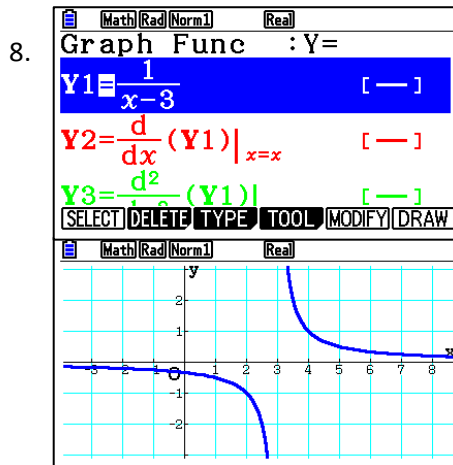 8.
Math Rad Norm1 Real
Graph Func :Y=
Y1=1/(x−3) [—]
Y2=d/dx(Y1)|x=x [—]
Y3=d²/(Y1)| [—]
SELECT DELETE TYPE TOOL MODIFY DRAW
Math Rad Norm1 Real
y
2
1
x
-3 -2 -1 O 1 2 3 4 5 6 7 8
-1
-2